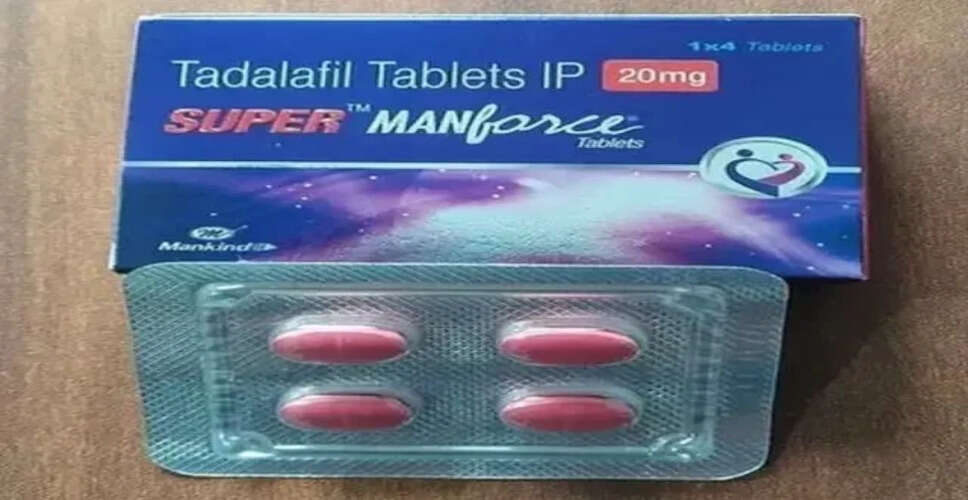 1x4 Tablets
Tadalafil Tablets IP 20mg
SUPER™ MANforce®
Tablets
Mankind